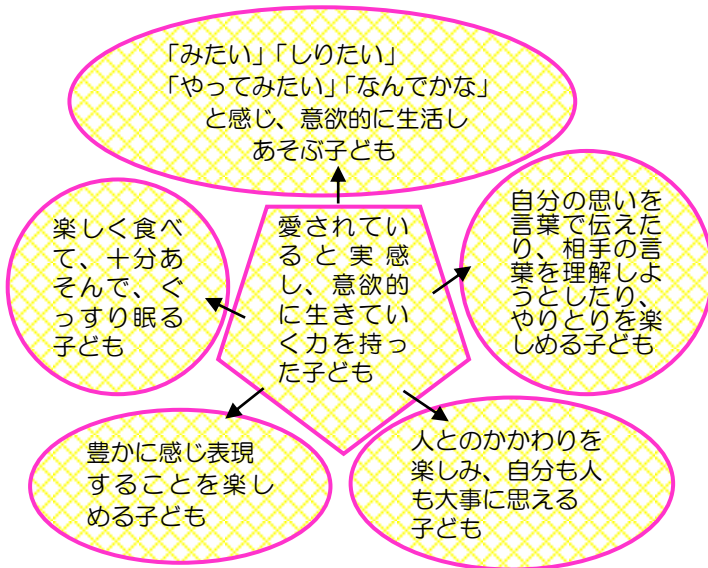 「みたい」「しりたい」
「やってみたい」「なんでかな」
と感じ、意欲的に生活し
あそぶ子ども
楽しく食べ
て、十分あ
そんで、ぐ
っすり眠る
子ども
愛されてい
ると実感
し、意欲的
に生きてい
く力を持っ
た子ども
自分の思いを
言葉で伝えた
り、相手の言
葉を理解しよ
うとしたり、
やりとりを楽
しめる子ども
豊かに感じ表現
することを楽し
める子ども
人とのかかわりを
楽しみ、自分も人
も大事に思える
子ども